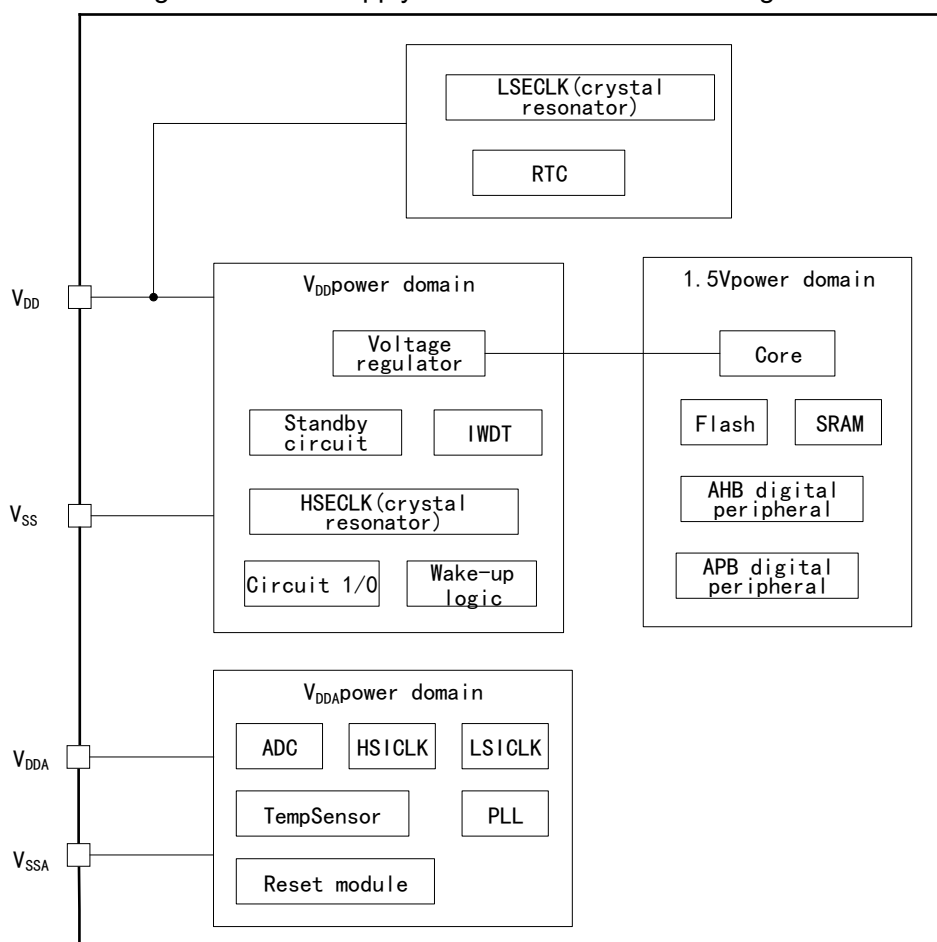 LSECLK(crystal
resonator)
RTC
VDD
VDDpower domain
Voltage
regulator
Standby
circuit
IWDT
HSECLK(crystal
resonator)
Circuit 1/0
Wake-up
logic
1.5Vpower domain
Core
Flash
SRAM
AHB digital
peripheral
APB digital
peripheral
VSS
VDDApower domain
ADC
HSICLK
LSICLK
TempSensor
PLL
Reset module
VDDA
VSSA